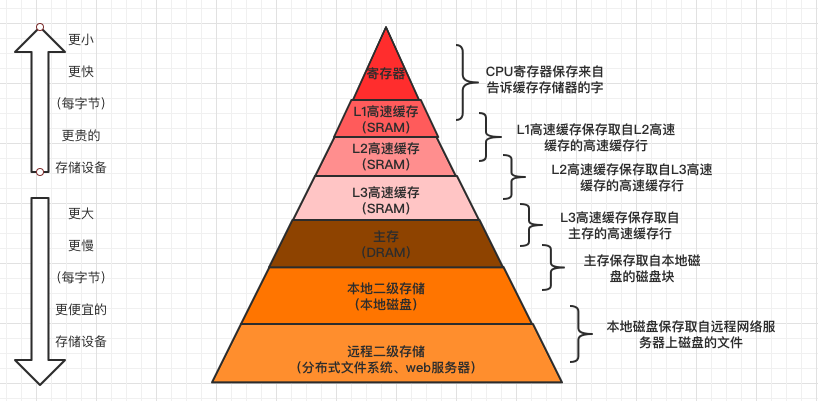 更小
更快
(每字节)
更贵的
存储设备
更大
更慢
(每字节)
更便宜的
存储设备
寄存器
L1高速缓存
(SRAM)
L2高速缓存
(SRAM)
L3高速缓存
(SRAM)
主存
(DRAM)
本地二级存储
(本地磁盘)
远程二级存储
(分布式文件系统、web服务器)
CPU寄存器保存来自
告诉缓存存储器的字
L1高速缓存保存取自L2高速
缓存的高速缓存行
L2高速缓存保存取自L3高速
缓存的高速缓存行
L3高速缓存保存取自
主存的高速缓存行
主存保存取自本地磁
盘的磁盘块
本地磁盘保存取自远程网络服
务器上磁盘的文件